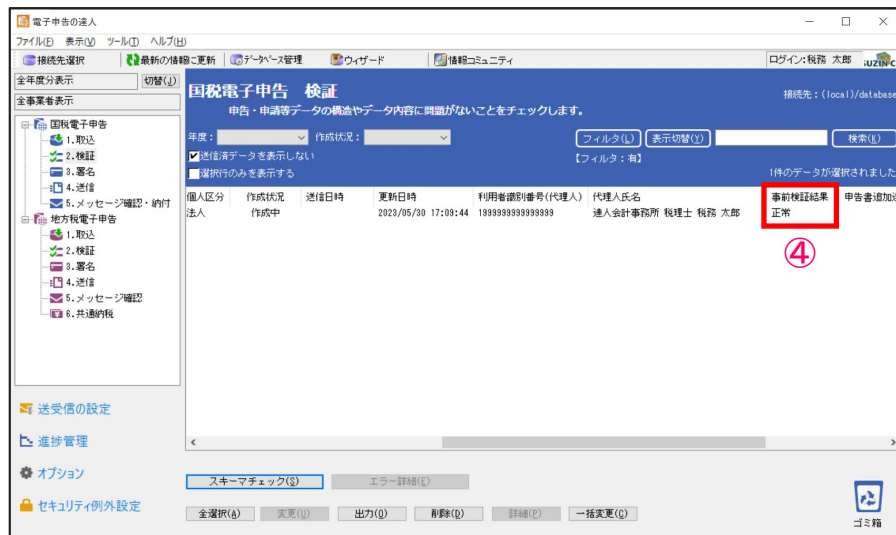 電子申告の達人
ファイル(F) 表示(V) ツール(T) ヘルプ(H)
接続先選択 最新の情報に更新 データベース管理 ウィザード 情報コミュニティ ログイン:税務 太郎
全年度分表示 切替(J)
全事業者表示
国税電子申告
1.取込
2.検証
3.署名
4.送信
5.メッセージ確認・納付
地方税電子申告
1.取込
2.検証
3.署名
4.送信
5.メッセージ確認
6.共通納税
送受信の設定
進捗管理
オプション
セキュリティ例外設定
国税電子申告 検証
接続先:(local)/database
申告・申請等データの構造やデータ内容に問題がないことをチェックします。
年度: 作成状況: フィルタ(L) 表示切替(Y) 検索(K)
送信済データを表示しない 【フィルタ:有】
選択行のみを表示する 1件のデータが選択されました
個人区分 作成状況 送信日時 更新日時 利用者識別番号(代理人) 代理人氏名 事前検証結果 申告書追加送
法人 作成中 2023/05/30 17:09:44 1999999999999999 達人会計事務所 税理士 税務 太郎 正常
④
スキーマチェック(S) エラー詳細(E)
全選択(A) 変更(U) 出力(O) 削除(D) 詳細(P) 一括変更(C)
ゴミ箱